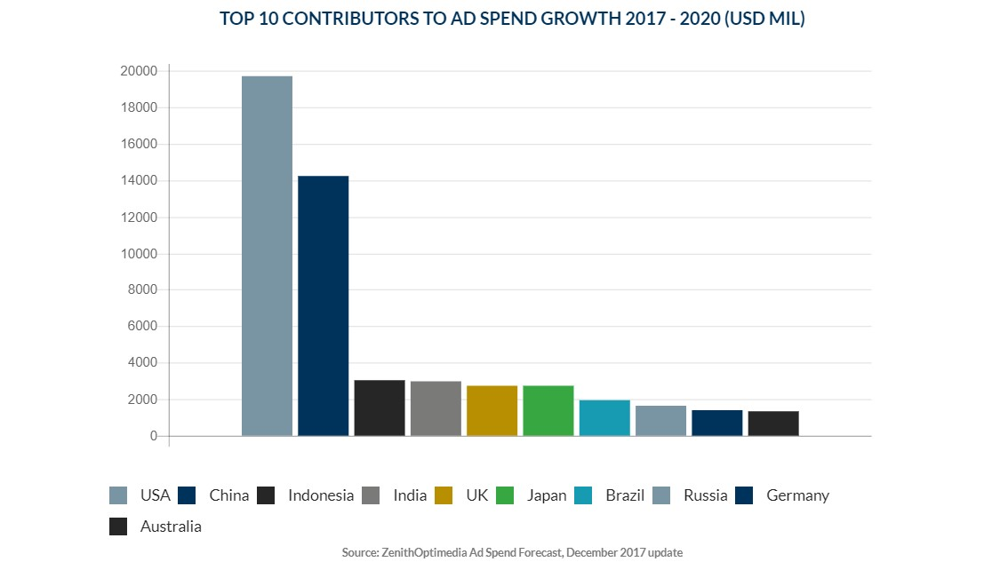 TOP 10 CONTRIBUTORS TO AD SPEND GROWTH 2017 - 2020 (USD MIL)
20000
18000
16000
14000
12000
10000
8000
6000
4000
2000
0
USA China Indonesia India UK Japan Brazil Russia Germany
Australia
Source: ZenithOptimedia Ad Spend Forecast, December 2017 update